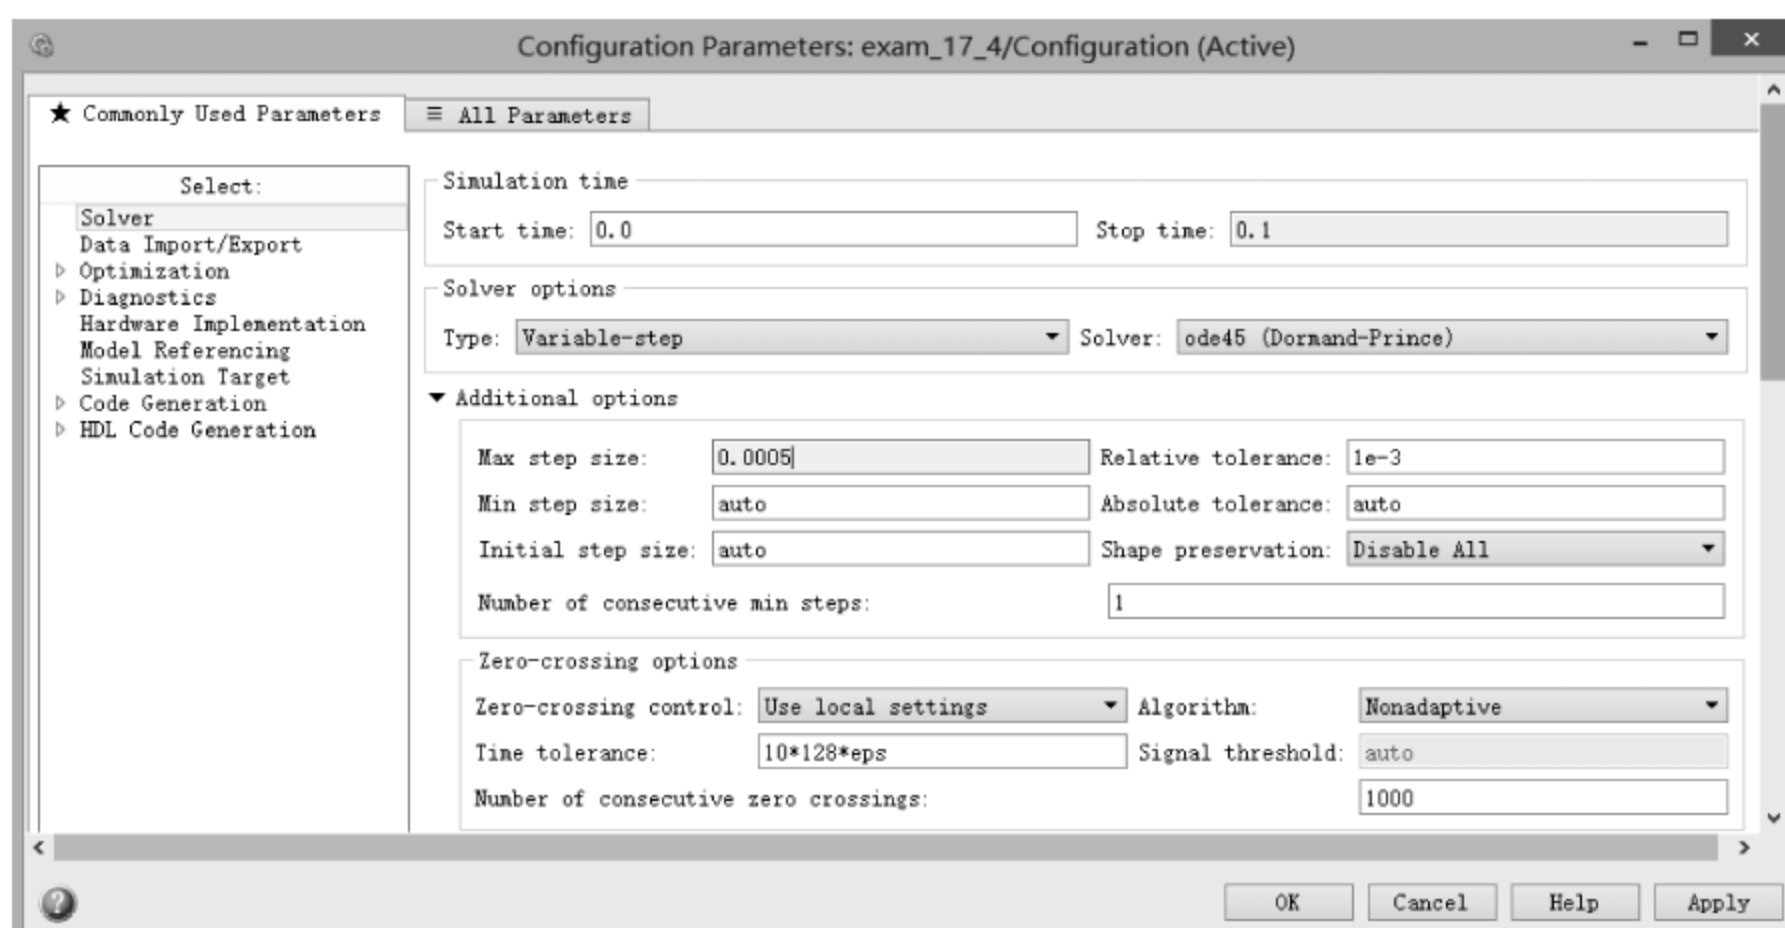 Configuration Parameters: exam_17_4/Configuration (Active)
★ Commonly Used Parameters
≡ All Parameters
Select:
Solver
Data Import/Export
Optimization
Diagnostics
Hardware Implementation
Model Referencing
Simulation Target
Code Generation
HDL Code Generation
Simulation time
Start time: 0.0 Stop time: 0.1
Solver options
Type: Variable-step Solver: ode45 (Dormand-Prince)
Additional options
Max step size: 0.0005 Relative tolerance: 1e-3
Min step size: auto Absolute tolerance: auto
Initial step size: auto Shape preservation: Disable All
Number of consecutive min steps: 1
Zero-crossing options
Zero-crossing control: Use local settings Algorithm: Nonadaptive
Time tolerance: 10*128*eps Signal threshold: auto
Number of consecutive zero crossings: 1000
OK Cancel Help Apply